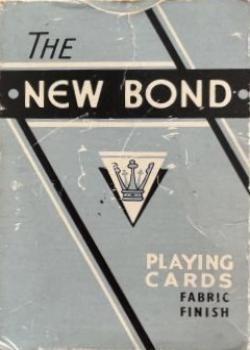 THE
NEW BOND
PLAYING
CARDS
FABRIC
FINISH